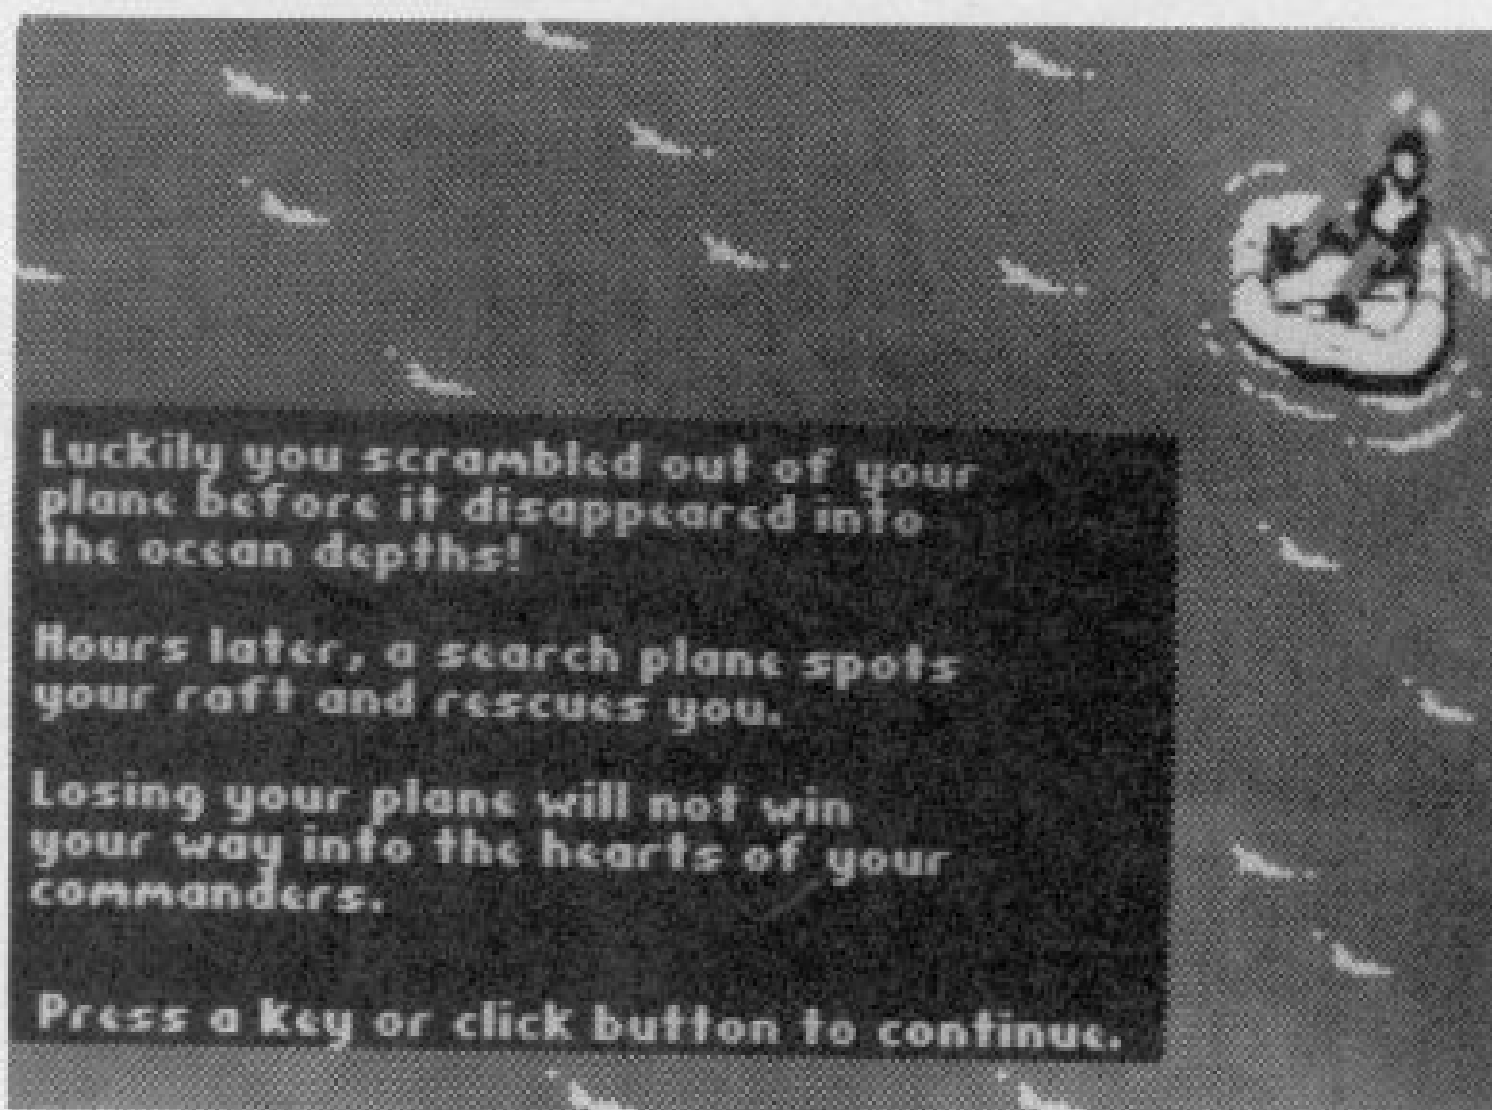 Luckily you scrambled out of your
plane before it disappeared into
the ocean depths!
Hours later, a search plane spots
your raft and rescues you.
Losing your plane will not win
your way into the hearts of your
commanders.
Press a key or click button to continue.